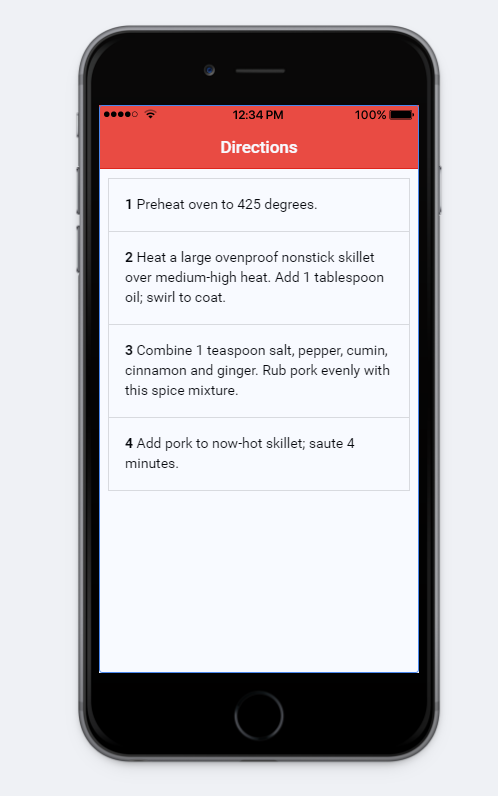 12:34 PM 100%
Directions
1 Preheat oven to 425 degrees.
2 Heat a large ovenproof nonstick skillet
over medium-high heat. Add 1 tablespoon
oil; swirl to coat.
3 Combine 1 teaspoon salt, pepper, cumin,
cinnamon and ginger. Rub pork evenly with
this spice mixture.
4 Add pork to now-hot skillet; saute 4
minutes.